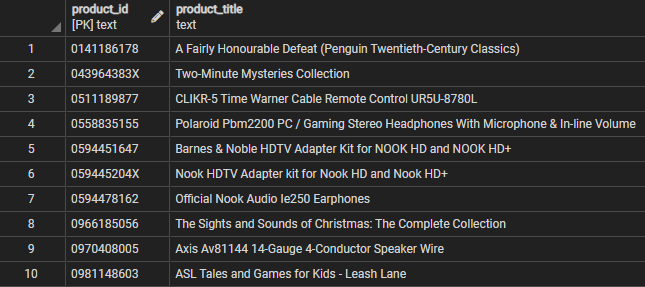 product_id product_title
[PK] text text
1 0141186178 A Fairly Honourable Defeat (Penguin Twentieth-Century Classics)
2 043964383X Two-Minute Mysteries Collection
3 0511189877 CLIKR-5 Time Warner Cable Remote Control UR5U-8780L
4 0558835155 Polaroid Pbm2200 PC / Gaming Stereo Headphones With Microphone & In-line Volume
5 0594451647 Barnes & Noble HDTV Adapter Kit for NOOK HD and NOOK HD+
6 059445204X Nook HDTV Adapter kit for Nook HD and Nook HD+
7 0594478162 Official Nook Audio Ie250 Earphones
8 0966185056 The Sights and Sounds of Christmas: The Complete Collection
9 0970408005 Axis Av81144 14-Gauge 4-Conductor Speaker Wire
10 0981148603 ASL Tales and Games for Kids - Leash Lane